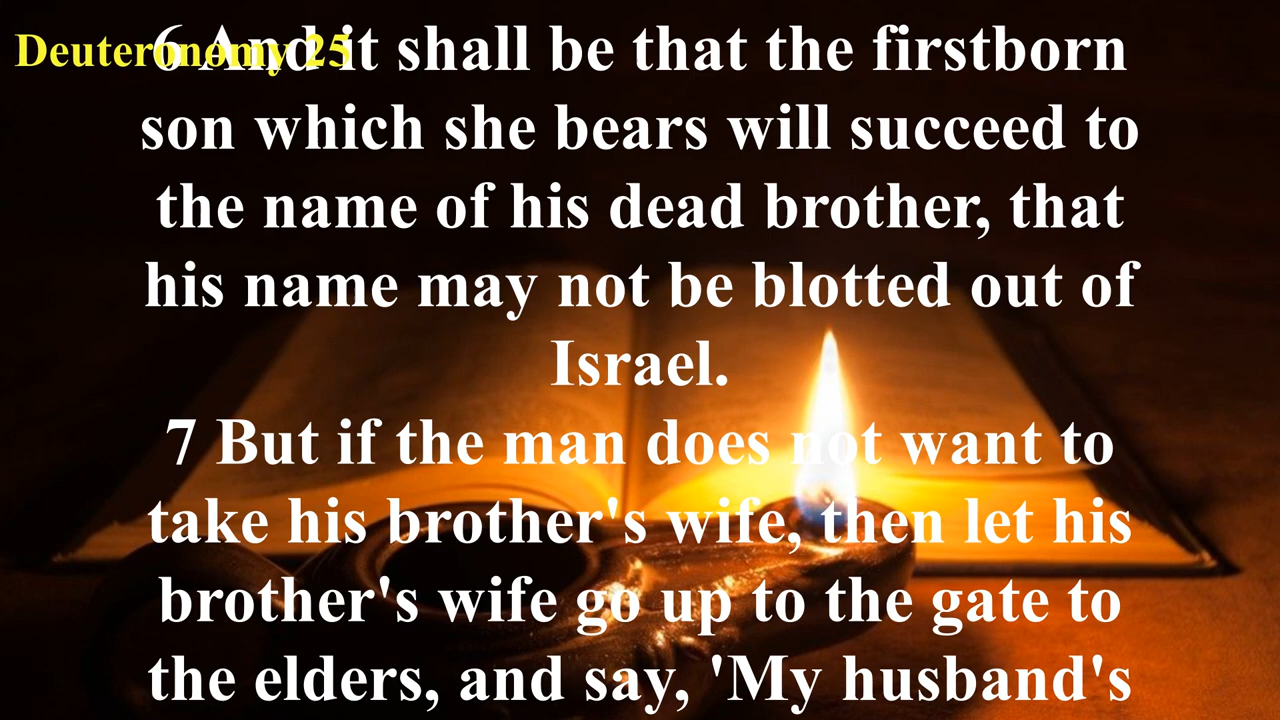 Deuteronomy 25
6 And it shall be that the firstborn
son which she bears will succeed to
the name of his dead brother, that
his name may not be blotted out of
Israel.
7 But if the man does not want to
take his brother's wife, then let his
brother's wife go up to the gate to
the elders, and say, 'My husband's